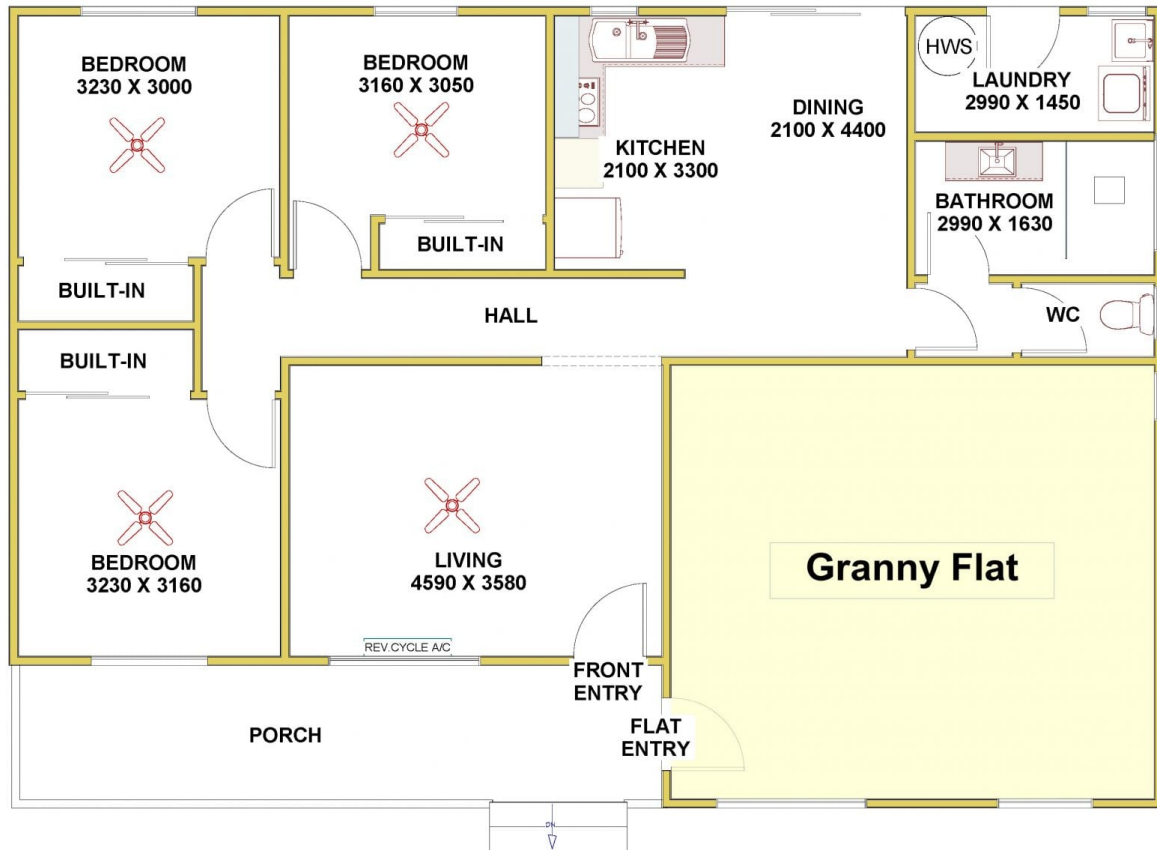 BEDROOM
3230 X 3000
BEDROOM
3160 X 3050
KITCHEN
2100 X 3300
DINING
2100 X 4400
HWS
LAUNDRY
2990 X 1450
BATHROOM
2990 X 1630
BUILT-IN
BUILT-IN
BUILT-IN
HALL
WC
BEDROOM
3230 X 3160
LIVING
4590 X 3580
REV.CYCLE A/C
Granny Flat
FRONT
ENTRY
FLAT
ENTRY
PORCH
DN